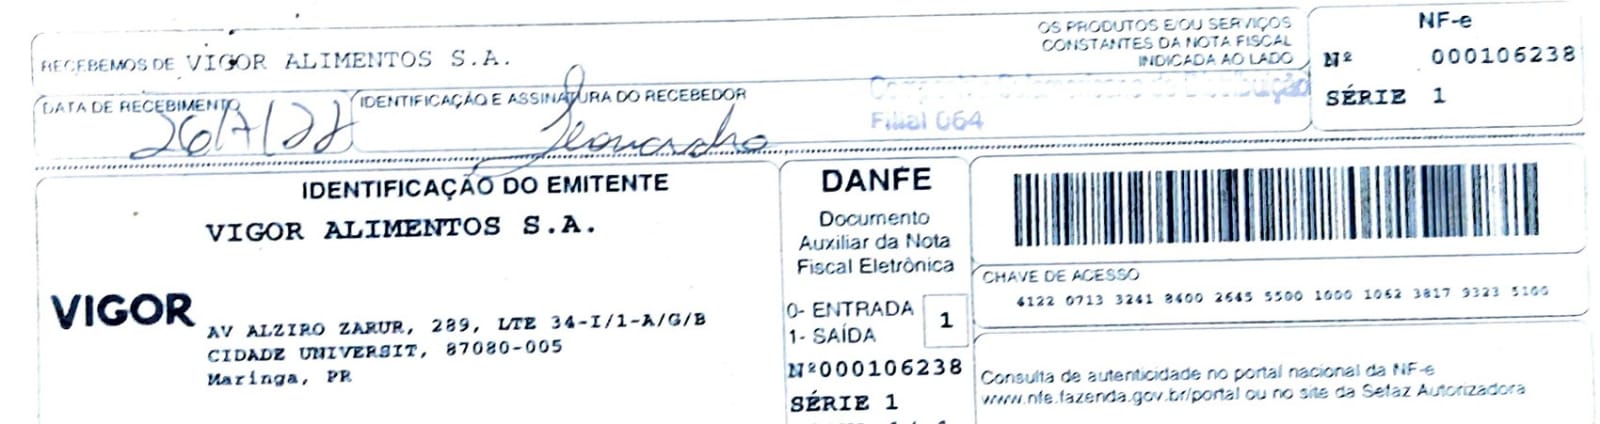 RECEBEMOS DE VIGOR ALIMENTOS S.A.
OS PRODUTOS E/OU SERVIÇOS
CONSTANTES DA NOTA FISCAL
INDICADA AO LADO
NF-e
Nº 000106238
SÉRIE 1
DATA DE RECEBIMENTO
26/7/22
IDENTIFICAÇÃO E ASSINATURA DO RECEBEDOR
Leonardo
Distribuição
Filial 064
IDENTIFICAÇÃO DO EMITENTE
VIGOR ALIMENTOS S.A.
VIGOR
AV ALZIRO ZARUR, 289, LTE 34-I/1-A/G/B
CIDADE UNIVERSIT, 87080-005
Maringa, PR
DANFE
Documento
Auxiliar da Nota
Fiscal Eletrônica
0- ENTRADA
1- SAÍDA
1
Nº000106238
SÉRIE 1
CHAVE DE ACESSO
4122 0713 3241 8400 2645 5500 1000 1062 3817 9323 5100
Consulta de autenticidade no portal nacional da NF-e
www.nfe.fazenda.gov.br/portal ou no site da Sefaz Autorizadora